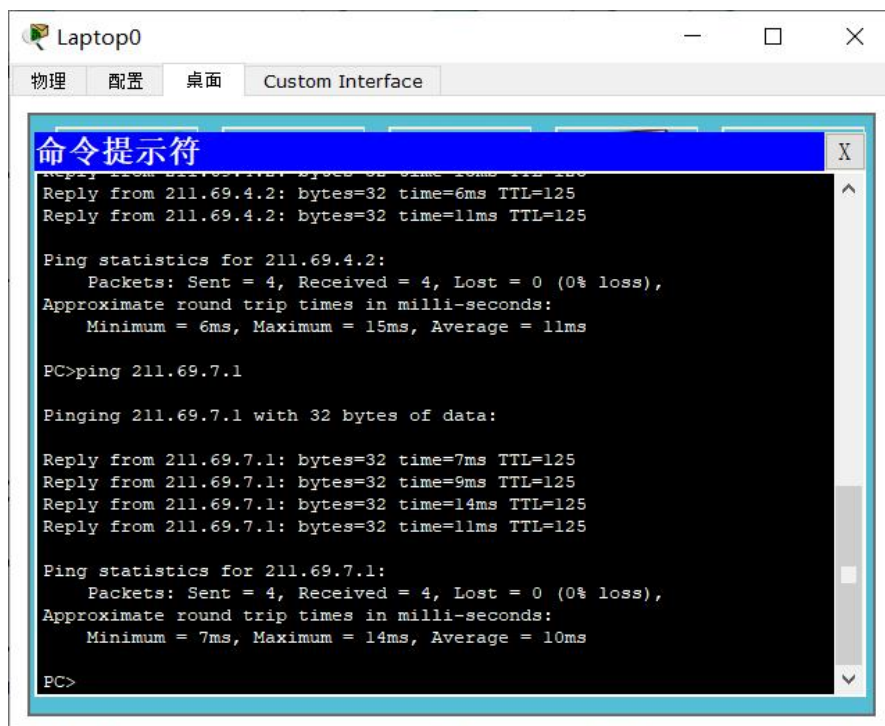 Laptop0
物理 配置 桌面 Custom Interface
命令提示符 X
Reply from 211.69.4.2: bytes=32 time=6ms TTL=125
Reply from 211.69.4.2: bytes=32 time=11ms TTL=125
Ping statistics for 211.69.4.2:
Packets: Sent = 4, Received = 4, Lost = 0 (0% loss),
Approximate round trip times in milli-seconds:
Minimum = 6ms, Maximum = 15ms, Average = 11ms
PC>ping 211.69.7.1
Pinging 211.69.7.1 with 32 bytes of data:
Reply from 211.69.7.1: bytes=32 time=7ms TTL=125
Reply from 211.69.7.1: bytes=32 time=9ms TTL=125
Reply from 211.69.7.1: bytes=32 time=14ms TTL=125
Reply from 211.69.7.1: bytes=32 time=11ms TTL=125
Ping statistics for 211.69.7.1:
Packets: Sent = 4, Received = 4, Lost = 0 (0% loss),
Approximate round trip times in milli-seconds:
Minimum = 7ms, Maximum = 14ms, Average = 10ms
PC>